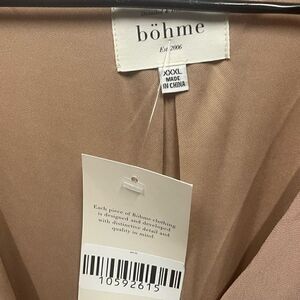 böhme
Est 2006
XXXL
MADE
IN CHINA
Each piece of Böhme clothing
is designed and developed
with distinctive detail and
quality in mind.
10592615